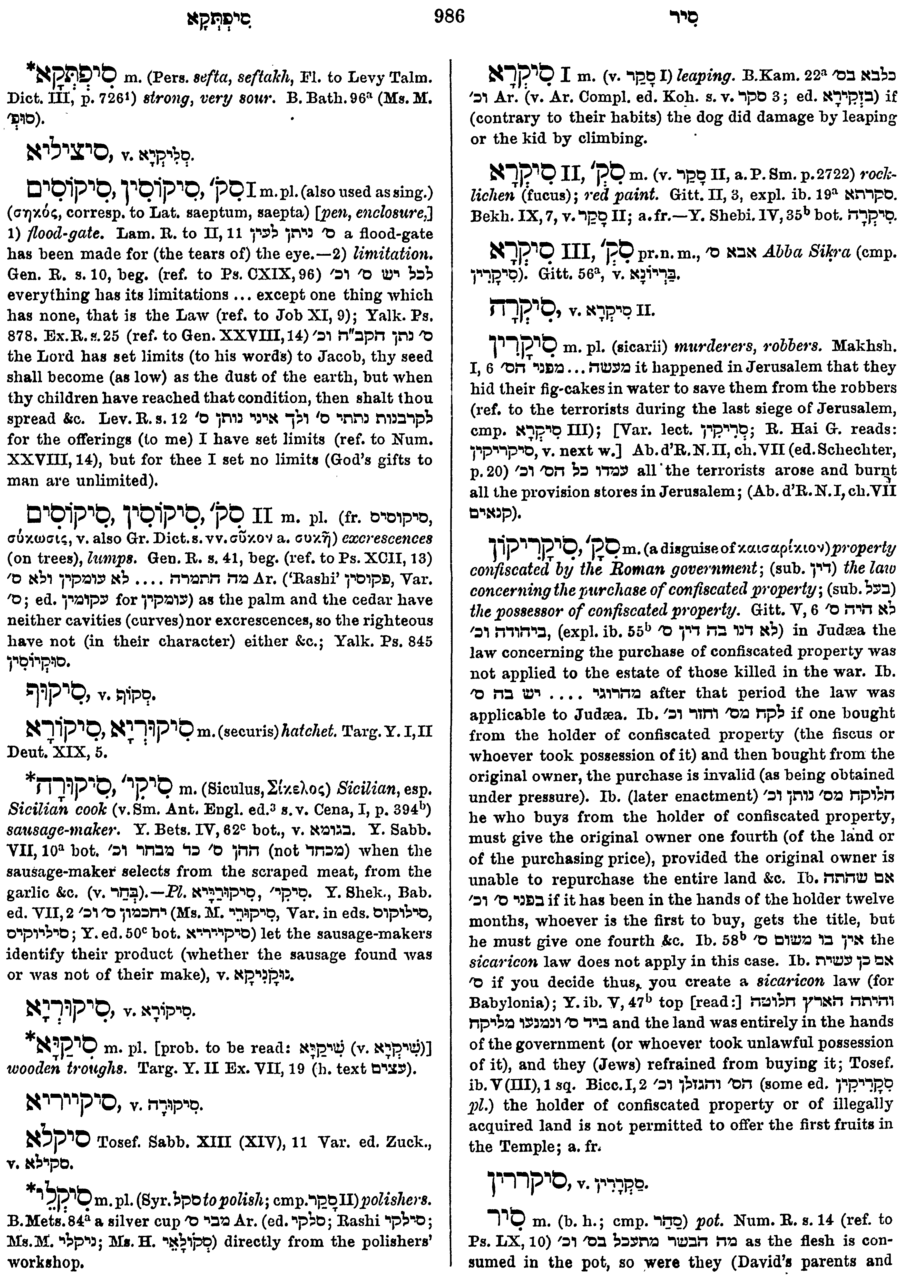 סִיפְתְּקָא 986 סִיר
סִיפְתְּקָא* m. (Pers. sefta, seftakh, Fl. to Levy Talm.
Dict. III, p. 726¹) strong, very sour. B. Bath. 96ᵃ (Ms. M.
סוּפְ׳).
סִיצִילִיא, v. סְלִיקְיָא.
סִיקוֹסִין, סִיקוֹסִים, סְקֹ׳ I m. pl. (also used as sing.)
(σηκός, corresp. to Lat. saeptum, saepta) [pen, enclosure,]
1) flood-gate. Lam. R. to II, 11 ס׳ ניתן לעין a flood-gate
has been made for (the tears of) the eye.—2) limitation.
Gen. R. s. 10, beg. (ref. to Ps. CXIX, 96) לכל יש ס׳ וכ׳
everything has its limitations ... except one thing which
has none, that is the Law (ref. to Job XI, 9); Yalk. Ps.
878. Ex. R. s. 25 (ref. to Gen. XXVIII, 14) ס׳ נתן הקב״ה וכ׳
the Lord has set limits (to his words) to Jacob, thy seed
shall become (as low) as the dust of the earth, but when
thy children have reached that condition, then shalt thou
spread &c. Lev. R. s. 12 לקרבנות נתתי ס׳ ולך איני נותן ס׳
for the offerings (to me) I have set limits (ref. to Num.
XXVIII, 14), but for thee I set no limits (God's gifts to
man are unlimited).
סִיקוֹסִין, סִיקוֹסִים, סְקֹ׳ II m. pl. (fr. סיקוסיס,
σύκωσις, v. also Gr. Dict. s. vv. σῦκον a. συκῆ) excrescences
(on trees), lumps. Gen. R. s. 41, beg. (ref. to Ps. XCII, 13)
מה התמרה .... לא עומקין ולא ס׳ Ar. ('Rashi' פקוסין, Var.
ס׳; ed. עקומים for עומקין) as the palm and the cedar have
neither cavities (curves) nor excrescences, so the righteous
have not (in their character) either &c.; Yalk. Ps. 845
סוקיוסין.
סִיקוּף, v. סִקוּף.
סִיקוּרְיָא, סִיקוֹרָא m. (securis) hatchet. Targ. Y. I, II
Deut. XIX, 5.
סִיקוּרָה*, סִיקִי׳ m. (Siculus, Σίκελος) Sicilian, esp.
Sicilian cook (v. Sm. Ant. Engl. ed.³ s. v. Cena, I, p. 394ᵇ)
sausage-maker. Y. Bets. IV, 62ᶜ bot., v. בגומא. Y. Sabb.
VII, 10ᵃ bot. ההן ס׳ כד מבחר וכ׳ (not מכחד) when the
sausage-maker selects from the scraped meat, from the
garlic &c. (v. בְּחַר).—Pl. סִיקוּרַיָּיא, סִיקִי׳. Y. Shek., Bab.
ed. VII, 2 יחכמון ס׳ וכ׳ (Ms. M. סִיקוּרֵי, Var. in eds. סילוקוס,
סיליוקיס; Y. ed. 50ᶜ bot. סיקייריא) let the sausage-makers
identify their product (whether the sausage found was
or was not of their make), v. נוּקְנִיקָא.
סִיקוּרְיָא, v. סִיקוֹרָא.
סִיקְיָא* m. pl. [prob. to be read: שִׁיקַיָּא (v. שִׁיקְיָא)]
wooden troughs. Targ. Y. II Ex. VII, 19 (h. text עצים).
סִיקְיירִיא, v. סִיקוּרָה.
סיקלא Tosef. Sabb. XIII (XIV), 11 Var. ed. Zuck.,
v. סקילא.
סִיקְלֵי* m. pl. (Syr. סקל to polish; cmp. סקר II) polishers.
B. Mets. 84ᵃ a silver cup מבי ס׳ Ar. (ed. סלקי; Rashi סילקי;
Ms. M. ניקלי; Ms. H. סְקוֹלָאֵי) directly from the polishers'
workshop.
סִיקְרָא I m. (v. סָקַר I) leaping. B. Kam. 22ᵃ כלבא בס׳
וכ׳ Ar. (v. Ar. Compl. ed. Koh. s. v. סקר 3; ed. בזקירא) if
(contrary to their habits) the dog did damage by leaping
or the kid by climbing.
סִיקְרָא II, סְקְ׳ m. (v. סְקַר II, a. P. Sm. p. 2722) rock-
lichen (fucus); red paint. Gitt. II, 3, expl. ib. 19ᵃ סקרתא.
Bekh. IX, 7, v. סְקַר II; a. fr.—Y. Shebi. IV, 35ᵇ bot. סִיקְרָה.
סִיקְרָא III, סְקְ׳ pr. n. m., אבא ס׳ Abba Sikra (cmp.
סִיקָרִין). Gitt. 56ᵃ, v. בַּרְיוֹנָא.
סִיקְרָה, v. סִיקְרָא II.
סִיקָרִין m. pl. (sicarii) murderers, robbers. Makhsh.
I, 6 מעשה ... מפני הס׳ it happened in Jerusalem that they
hid their fig-cakes in water to save them from the robbers
(ref. to the terrorists during the last siege of Jerusalem,
cmp. סִיקְרָא III); [Var. lect. סְרִיקִין; R. Hai G. reads:
סיקריקין, v. next w.] Ab. d'R. N. II, ch. VII (ed. Schechter,
p. 20) עמדו כל הס׳ וכ׳ all the terrorists arose and burnt
all the provision stores in Jerusalem; (Ab. d'R. N. I, ch. VII
קנאים).
סִיקָרִיקוֹן, סְקָ׳ m. (a disguise of καισαρίκιον) property
confiscated by the Roman government; (sub. דין) the law
concerning the purchase of confiscated property; (sub. בעל)
the possessor of confiscated property. Gitt. V, 6 לא היה ס׳
ביהודה וכ׳, (expl. ib. 55ᵇ לא דנו בה דין ס׳) in Judæa the
law concerning the purchase of confiscated property was
not applied to the estate of those killed in the war. Ib.
מהרוגי .... יש בה ס׳ after that period the law was
applicable to Judæa. Ib. לקח מס׳ וחזר וכ׳ if one bought
from the holder of confiscated property (the fiscus or
whoever took possession of it) and then bought from the
original owner, the purchase is invalid (as being obtained
under pressure). Ib. (later enactment) הלוקח מס׳ נותן וכ׳
he who buys from the holder of confiscated property,
must give the original owner one fourth (of the land or
of the purchasing price), provided the original owner is
unable to repurchase the entire land &c. Ib. אם שהתה
בפני ס׳ וכ׳ if it has been in the hands of the holder twelve
months, whoever is the first to buy, gets the title, but
he must give one fourth &c. Ib. 58ᵇ אין בו משום ס׳ the
sicaricon law does not apply in this case. Ib. אם כן עשית
ס׳ if you decide thus, you create a sicaricon law (for
Babylonia); Y. ib. V, 47ᵇ top [read:] והיתה הארץ חלוטה
ביד ס׳ ונמנעו מליקח and the land was entirely in the hands
of the government (or whoever took unlawful possession
of it), and they (Jews) refrained from buying it; Tosef.
ib. V (III), 1 sq. Bicc. I, 2 הס׳ והגזלן וכ׳ (some ed. סְקָרִיקִין
pl.) the holder of confiscated property or of illegally
acquired land is not permitted to offer the first fruits in
the Temple; a. fr.
סיקררין, v. סְקָרְדִּין.
סִיר m. (b. h.; cmp. סָהַר) pot. Num. R. s. 14 (ref. to
Ps. LX, 10) מה הבשר מתעכל בס׳ וכ׳ as the flesh is con-
sumed in the pot, so were they (David's parents and